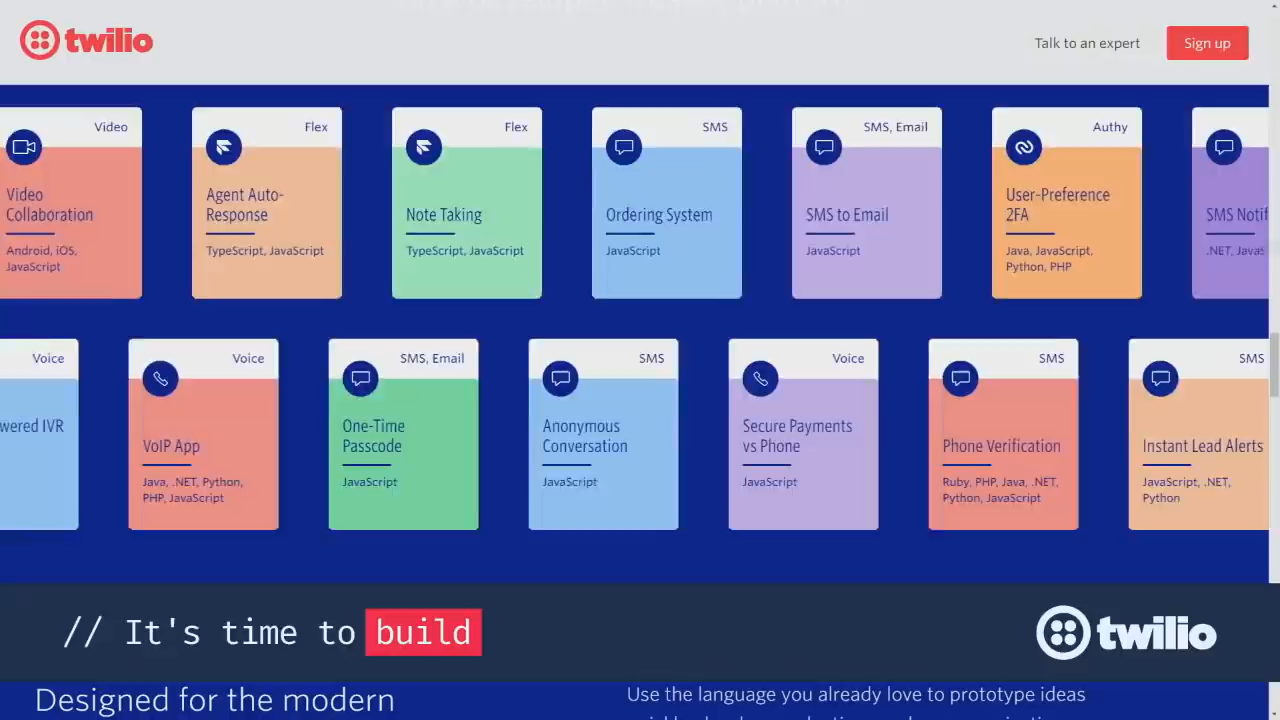 twilio
Talk to an expert
Sign up
Video
Video
Collaboration
Android, iOS,
JavaScript
Flex
Agent Auto-
Response
TypeScript, JavaScript
Flex
Note Taking
TypeScript, JavaScript
SMS
Ordering System
JavaScript
SMS, Email
SMS to Email
JavaScript
Authy
User-Preference
2FA
Java, JavaScript,
Python, PHP
SMS Notif
.NET, Javas
Voice
wered IVR
Voice
VoIP App
Java, .NET, Python,
PHP, JavaScript
SMS, Email
One-Time
Passcode
JavaScript
SMS
Anonymous
Conversation
JavaScript
Voice
Secure Payments
vs Phone
JavaScript
SMS
Phone Verification
Ruby, PHP, Java, .NET,
Python, JavaScript
SMS
Instant Lead Alerts
JavaScript, .NET,
Python
// It's time to build
twilio
Designed for the modern
Use the language you already love to prototype ideas